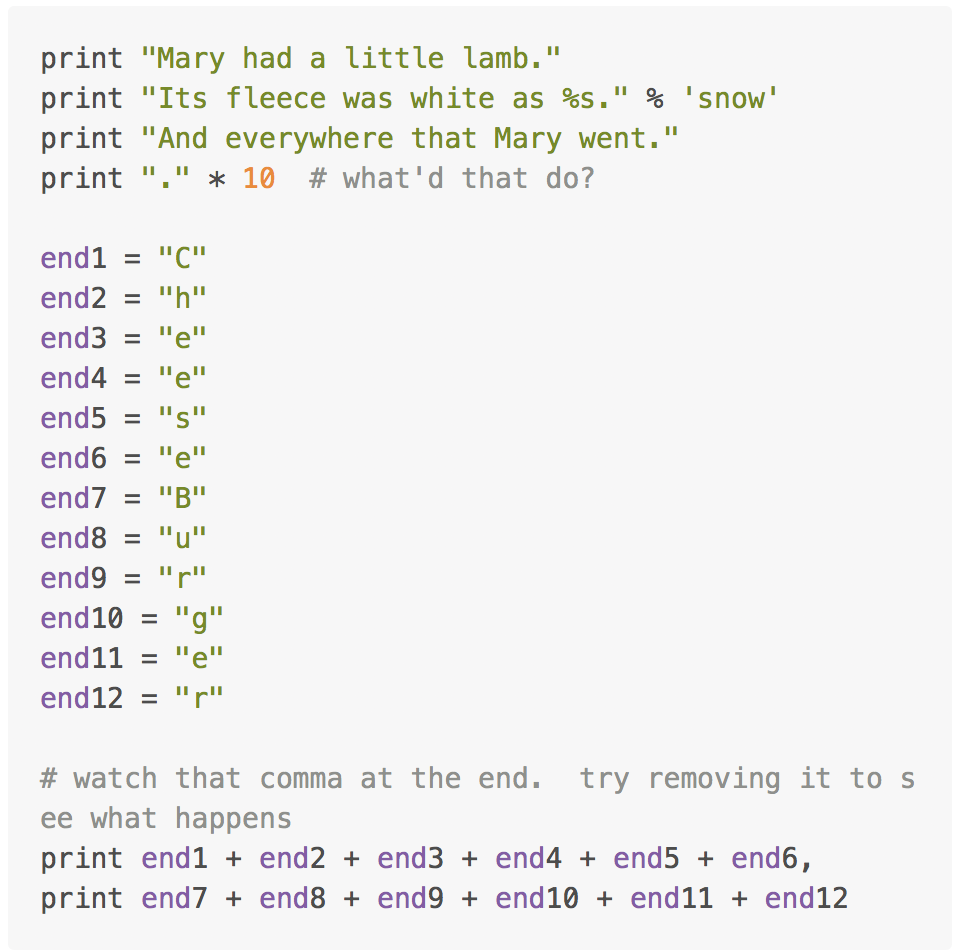 print "Mary had a little lamb."
print "Its fleece was white as %s." % 'snow'
print "And everywhere that Mary went."
print "." * 10  # what'd that do?

end1 = "C"
end2 = "h"
end3 = "e"
end4 = "e"
end5 = "s"
end6 = "e"
end7 = "B"
end8 = "u"
end9 = "r"
end10 = "g"
end11 = "e"
end12 = "r"

# watch that comma at the end.  try removing it to s
ee what happens
print end1 + end2 + end3 + end4 + end5 + end6,
print end7 + end8 + end9 + end10 + end11 + end12